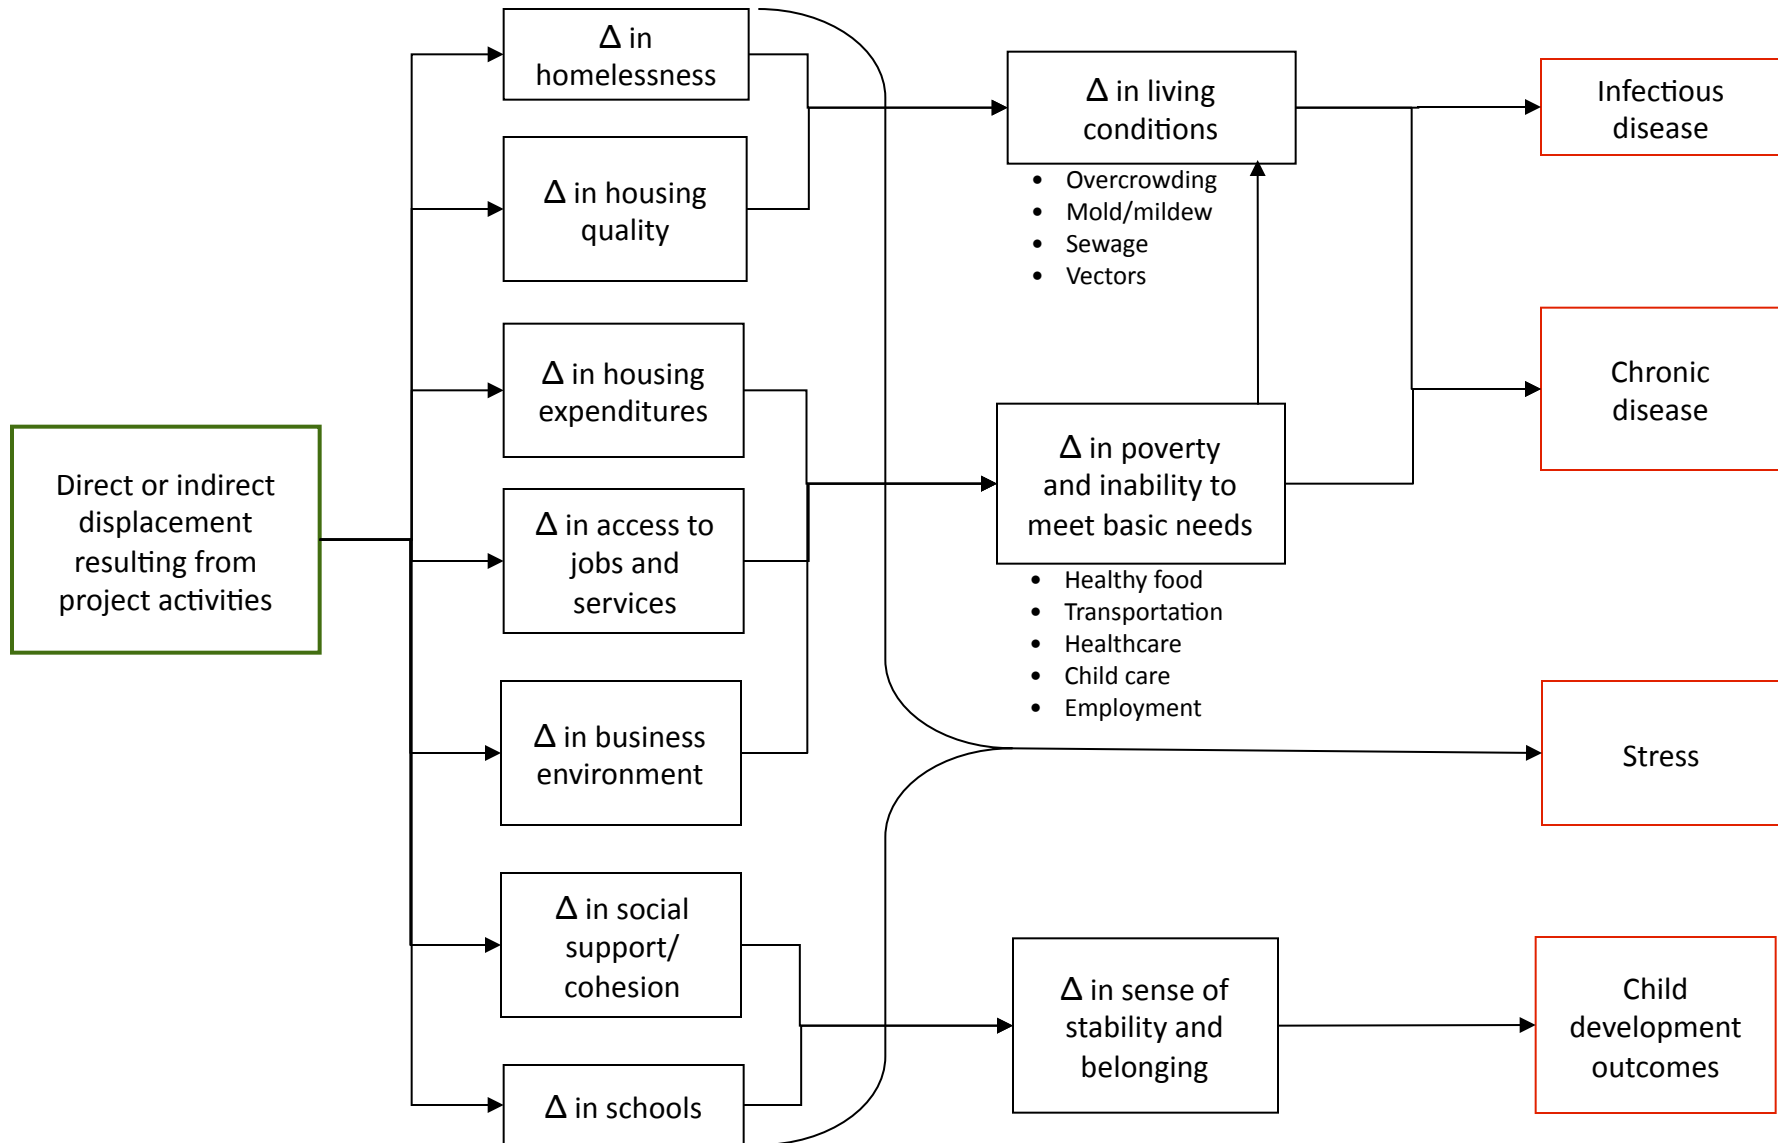 Direct or indirect
displacement
resulting from
project activities
Δ in
homelessness
Δ in housing
quality
Δ in housing
expenditures
Δ in access to
jobs and
services
Δ in business
environment
Δ in social
support/
cohesion
Δ in schools
Δ in living
conditions
• Overcrowding
• Mold/mildew
• Sewage
• Vectors
Δ in poverty
and inability to
meet basic needs
• Healthy food
• Transportation
• Healthcare
• Child care
• Employment
Δ in sense of
stability and
belonging
Infectious
disease
Chronic
disease
Stress
Child
development
outcomes